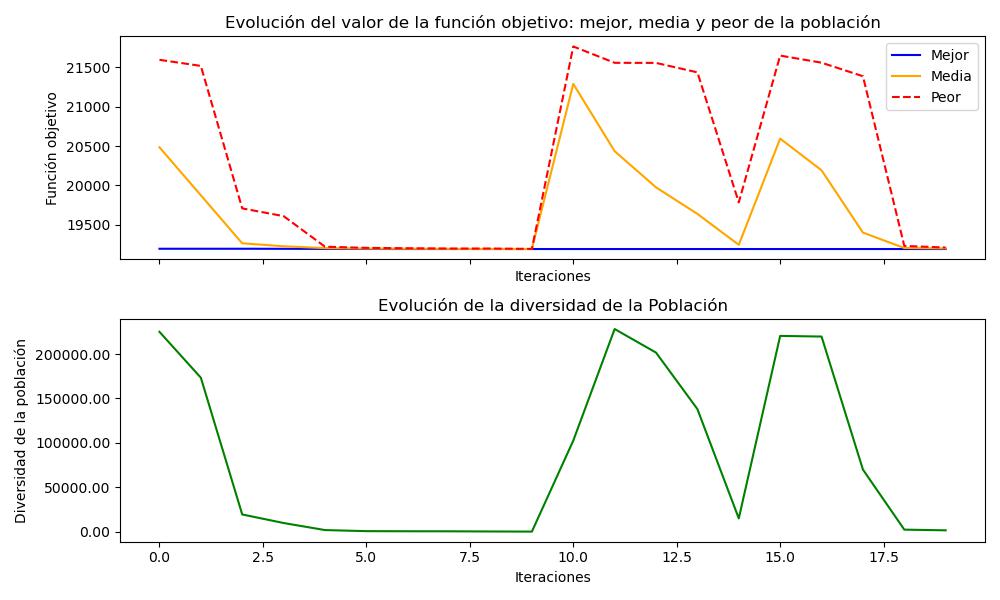 Evolución del valor de la función objetivo: mejor, media y peor de la población
Función objetivo
21500
21000
20500
20000
19500
Mejor
Media
Peor
Iteraciones
Evolución de la diversidad de la Población
Diversidad de la población
200000.00
150000.00
100000.00
50000.00
0.00
0.0 2.5 5.0 7.5 10.0 12.5 15.0 17.5
Iteraciones